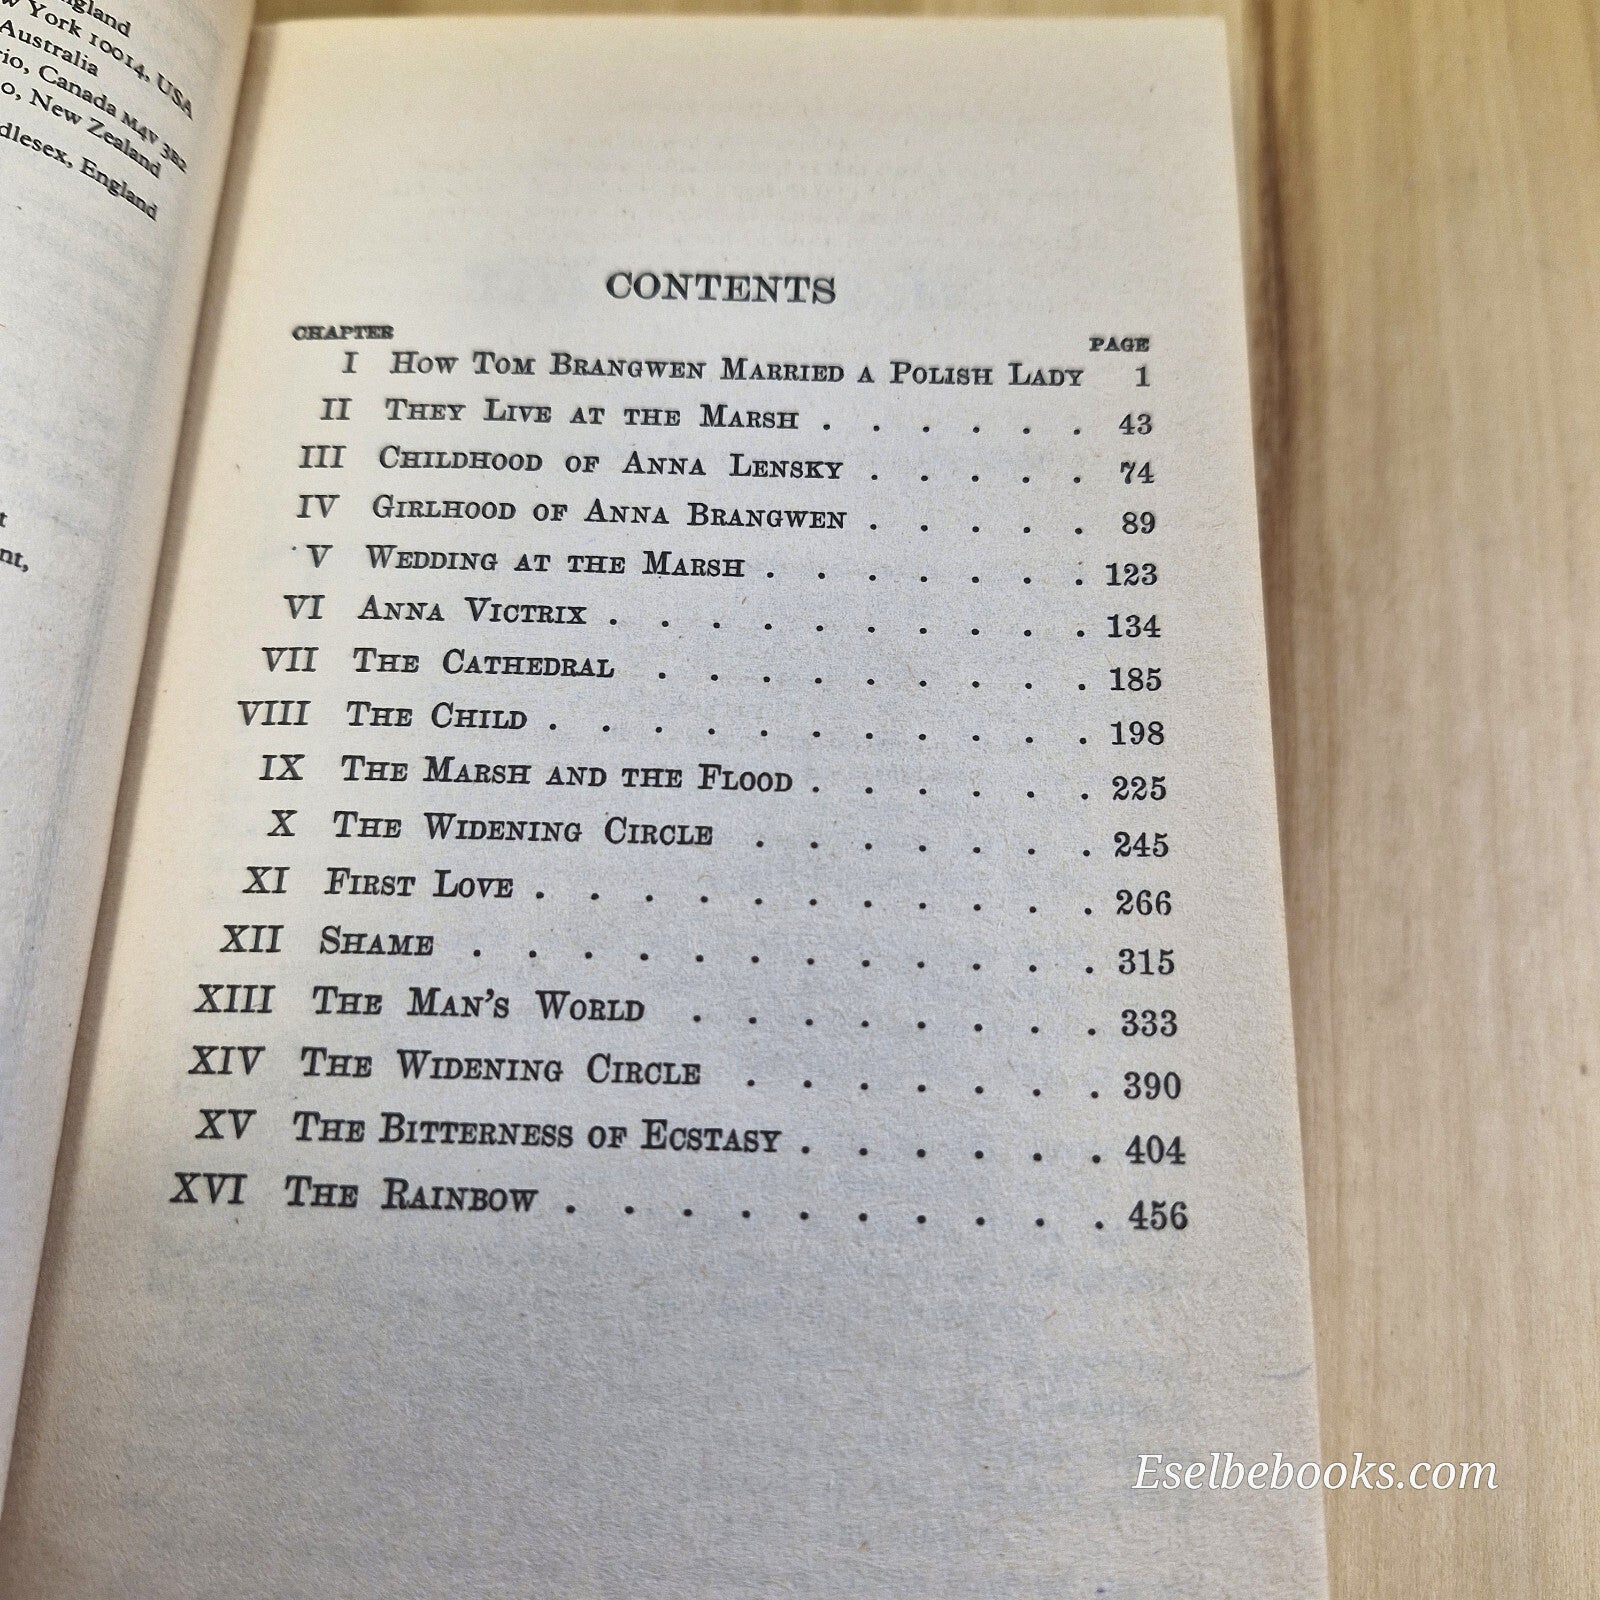 England
York 10014, USA
Australia
Canada M4V 3B2
New Zealand
England
CONTENTS
CHAPTER PAGE
I How Tom Brangwen Married a Polish Lady 1
II They Live at the Marsh . . . . . . 43
III Childhood of Anna Lensky . . . . . 74
IV Girlhood of Anna Brangwen . . . . . 89
V Wedding at the Marsh . . . . . . . 123
VI Anna Victrix . . . . . . . . . . 134
VII The Cathedral . . . . . . . . . 185
VIII The Child . . . . . . . . . . . 198
IX The Marsh and the Flood . . . . . . 225
X The Widening Circle . . . . . . . 245
XI First Love . . . . . . . . . . . 266
XII Shame . . . . . . . . . . . . 315
XIII The Man's World . . . . . . . . 333
XIV The Widening Circle . . . . . . . 390
XV The Bitterness of Ecstasy . . . . . . 404
XVI The Rainbow . . . . . . . . . . 456
Eselbebooks.com